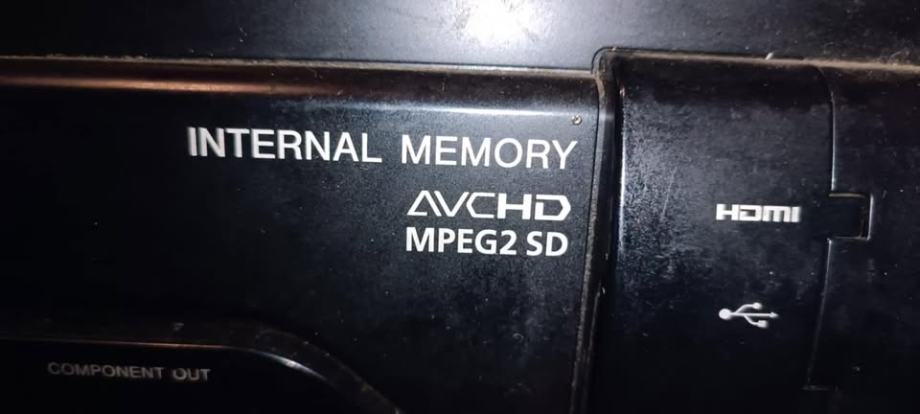 INTERNAL MEMORY
AVCHD
MPEG2 SD
HDMI
COMPONENT OUT